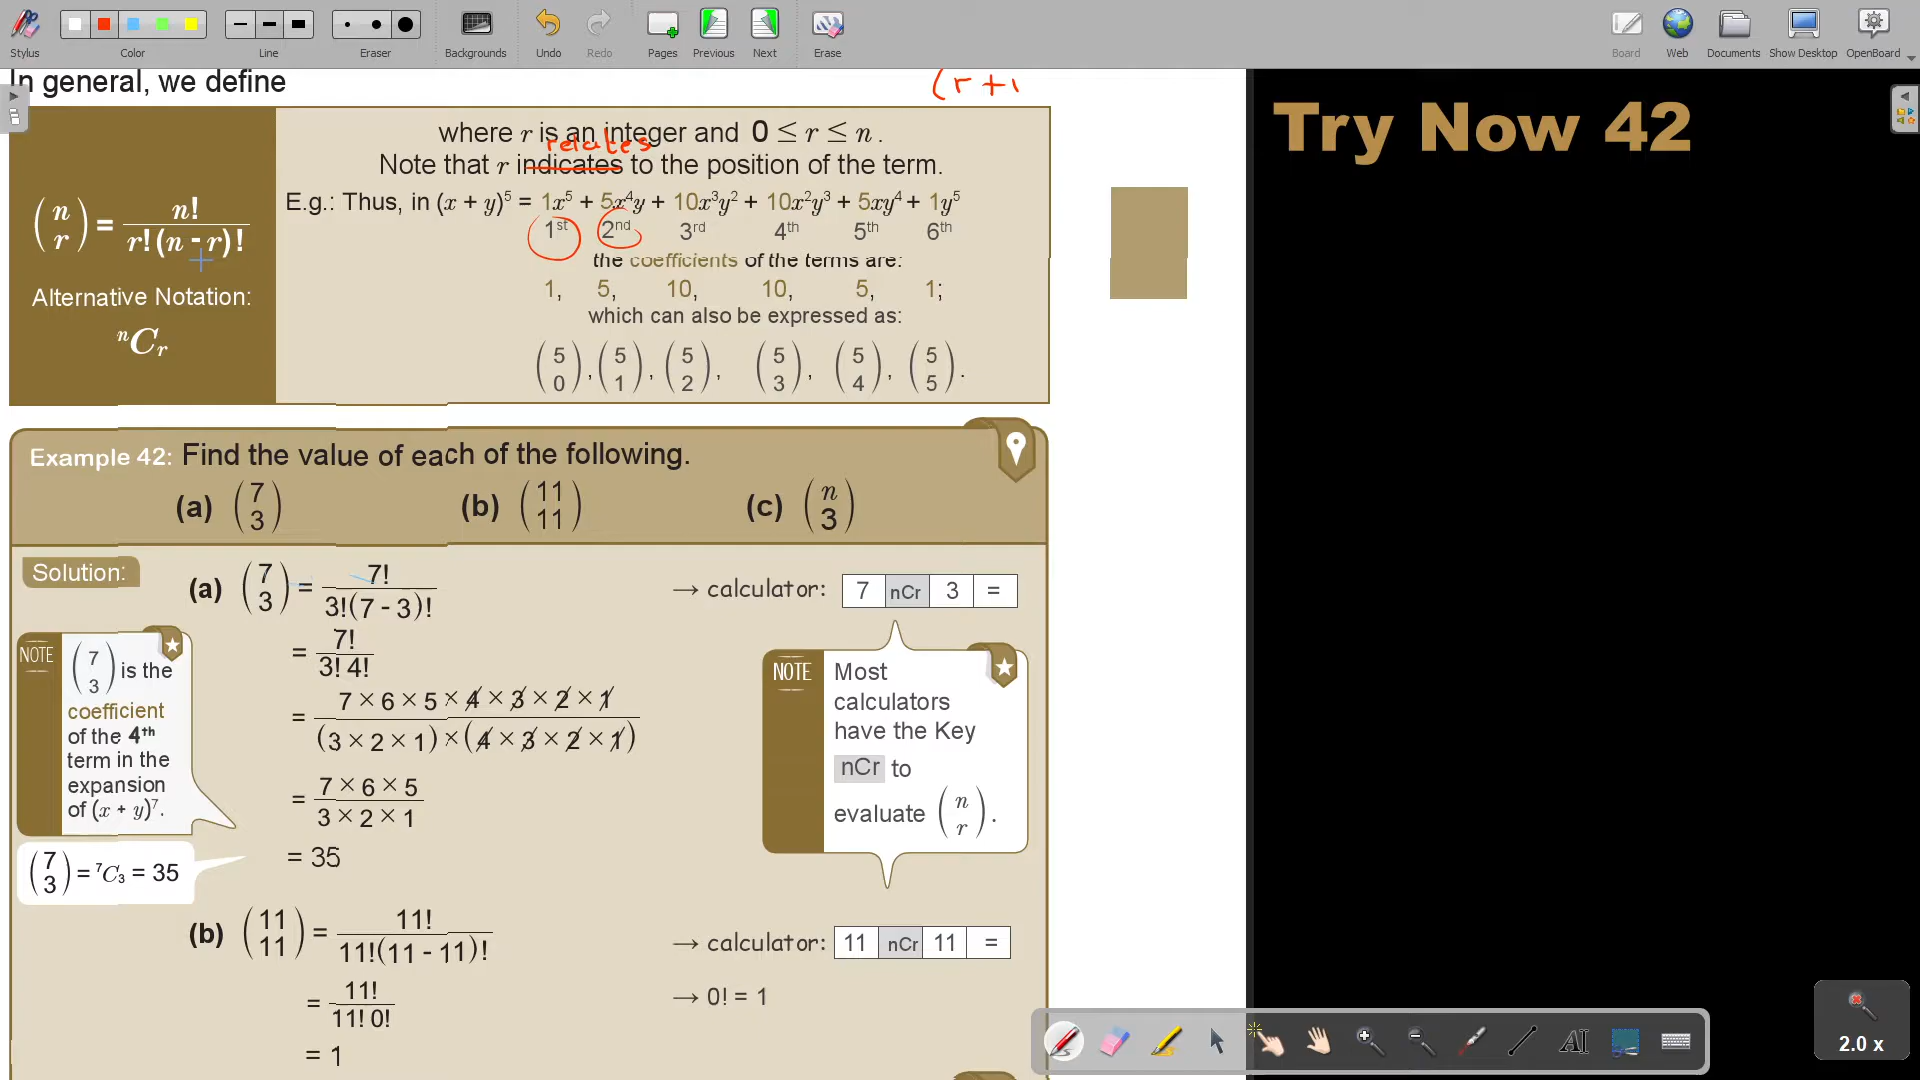 Stylus Color Line Eraser Backgrounds Undo Redo Pages Previous Next Erase Board Web Documents Show Desktop OpenBoard
In general, we define
(r + 1
Try Now 42
where r is an integer and 0 ≤ r ≤ n .
relates
Note that r indicates to the position of the term.
E.g.: Thus, in (x + y)⁵ = 1x⁵ + 5x⁴y + 10x³y² + 10x²y³ + 5xy⁴ + 1y⁵
1st 2nd 3rd 4th 5th 6th
(n r) = n! / r! (n - r)!
the coefficients of the terms are:
Alternative Notation:
1, 5, 10, 10, 5, 1;
which can also be expressed as:
ⁿCᵣ
(5 0), (5 1), (5 2), (5 3), (5 4), (5 5).
Example 42: Find the value of each of the following.
(a) (7 3) (b) (11 11) (c) (n 3)
Solution:
(a) (7 3) = 7! / 3!(7 - 3)! → calculator: 7 nCr 3 =
= 7! / 3! 4!
= 7 × 6 × 5 × 4 × 3 × 2 × 1 / (3 × 2 × 1) × (4 × 3 × 2 × 1)
= 7 × 6 × 5 / 3 × 2 × 1
= 35
NOTE
(7 3) is the
coefficient
of the 4th
term in the
expansion
of (x + y)⁷.
(7 3) = ⁷C₃ = 35
NOTE
Most
calculators
have the Key
nCr to
evaluate (n r).
(b) (11 11) = 11! / 11!(11 - 11)! → calculator: 11 nCr 11 =
= 11! / 11! 0! → 0! = 1
= 1
2.0 x